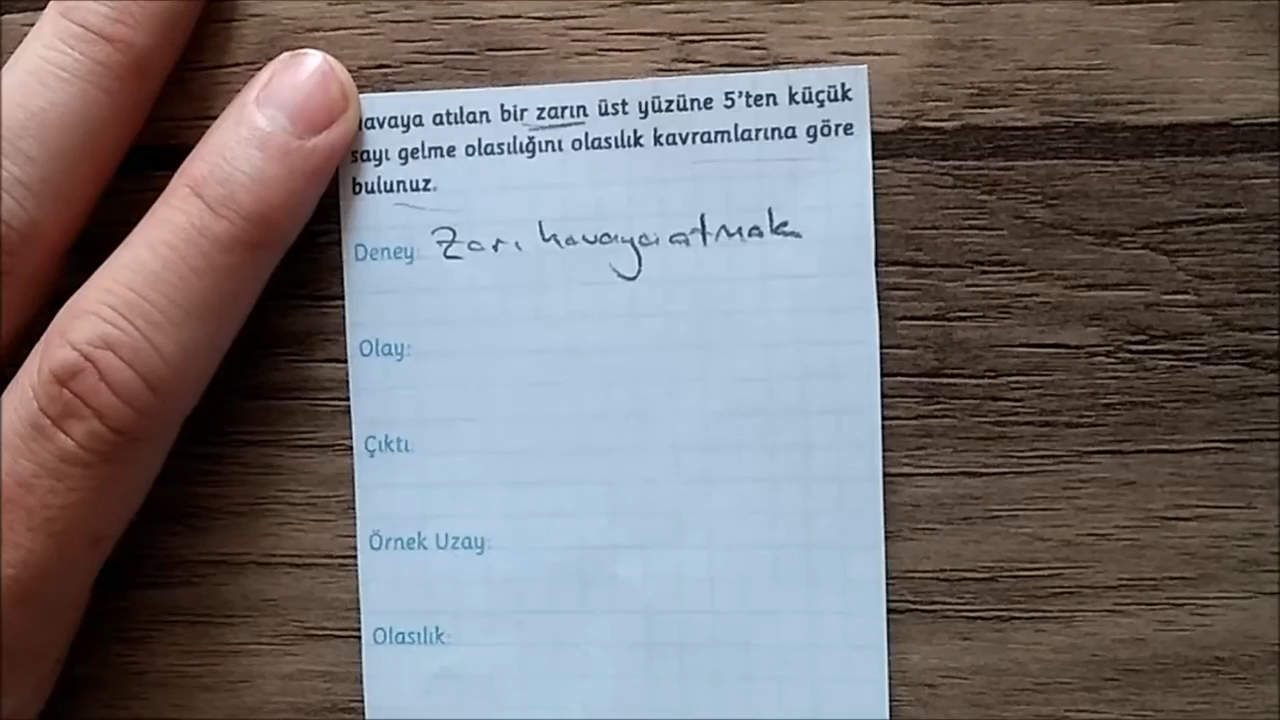 avaya atılan bir zarın üst yüzüne 5'ten küçük
sayı gelme olasılığını olasılık kavramlarına göre
bulunuz.
Deney: Zarı havaya atmak
Olay:
Çıktı:
Örnek Uzay:
Olasılık: